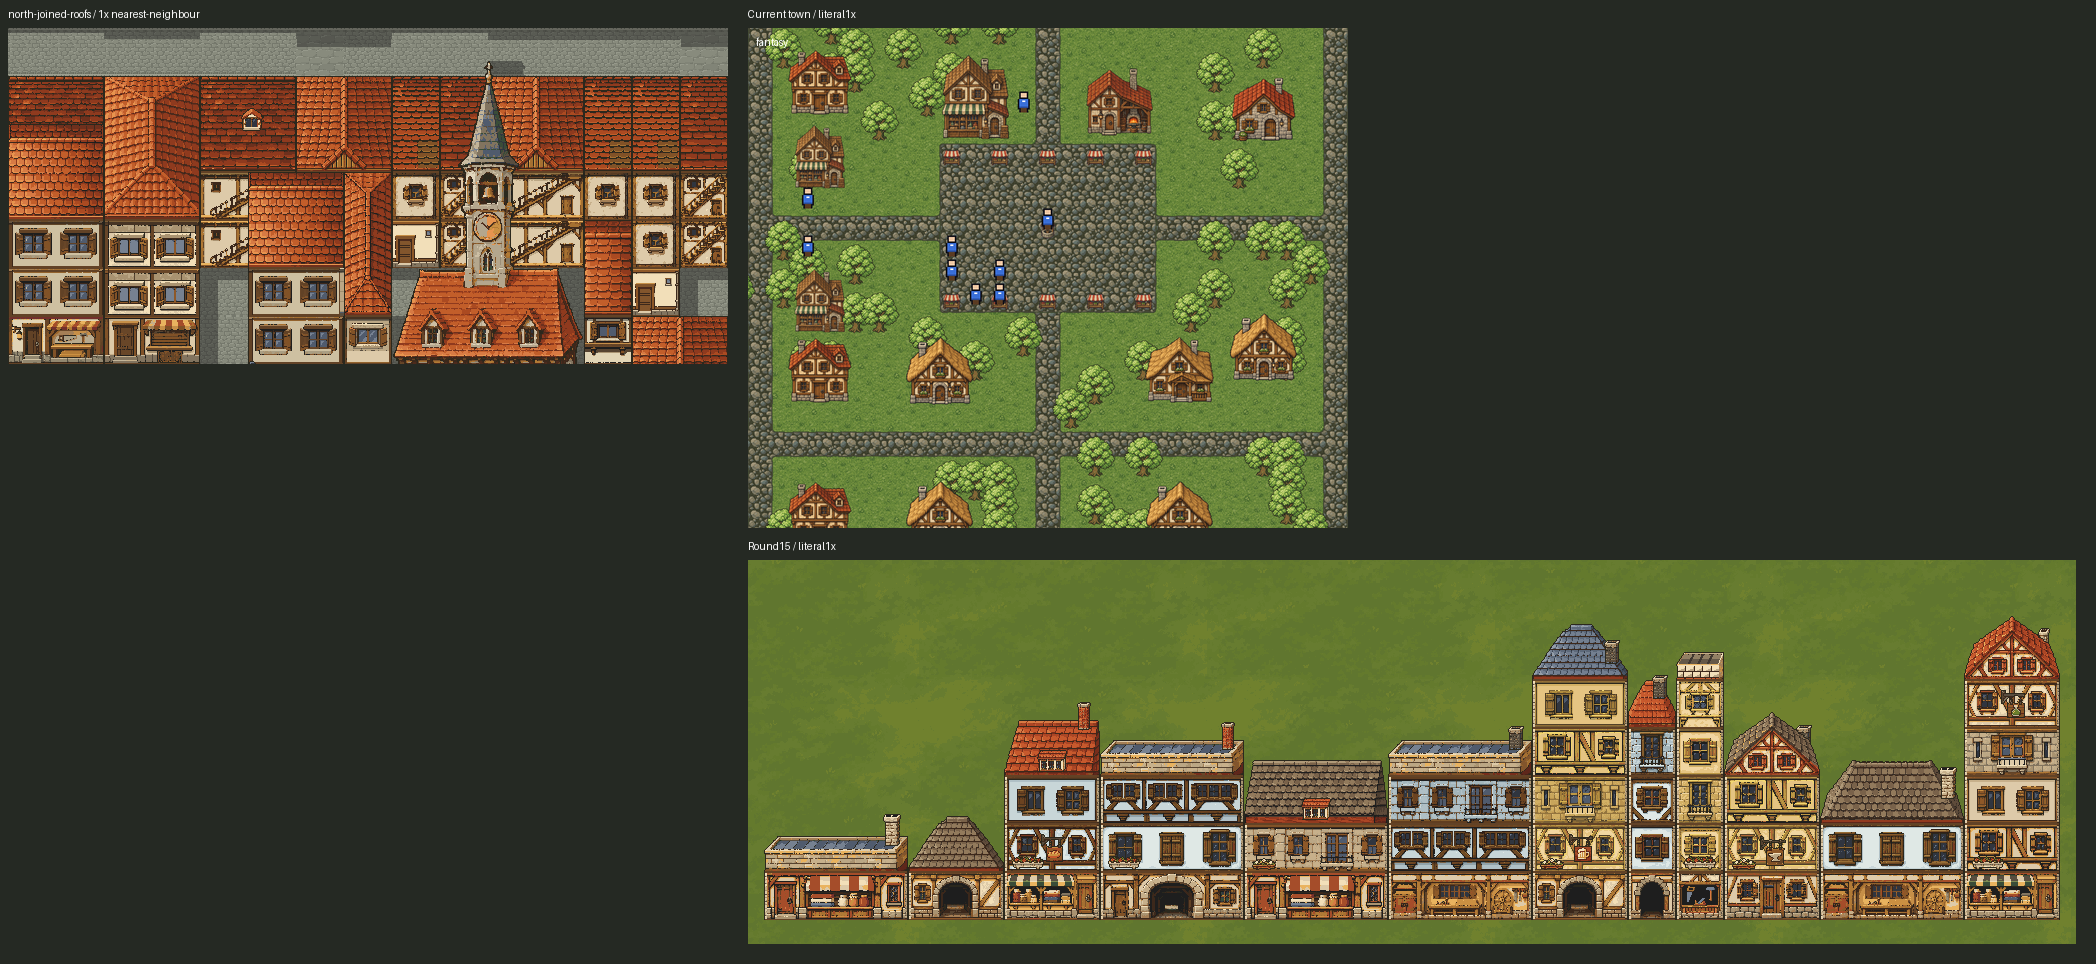 north-joined-roofs / 1x nearest-neighbour
Current town / literal1x
fantasy
Round15 / literal1x